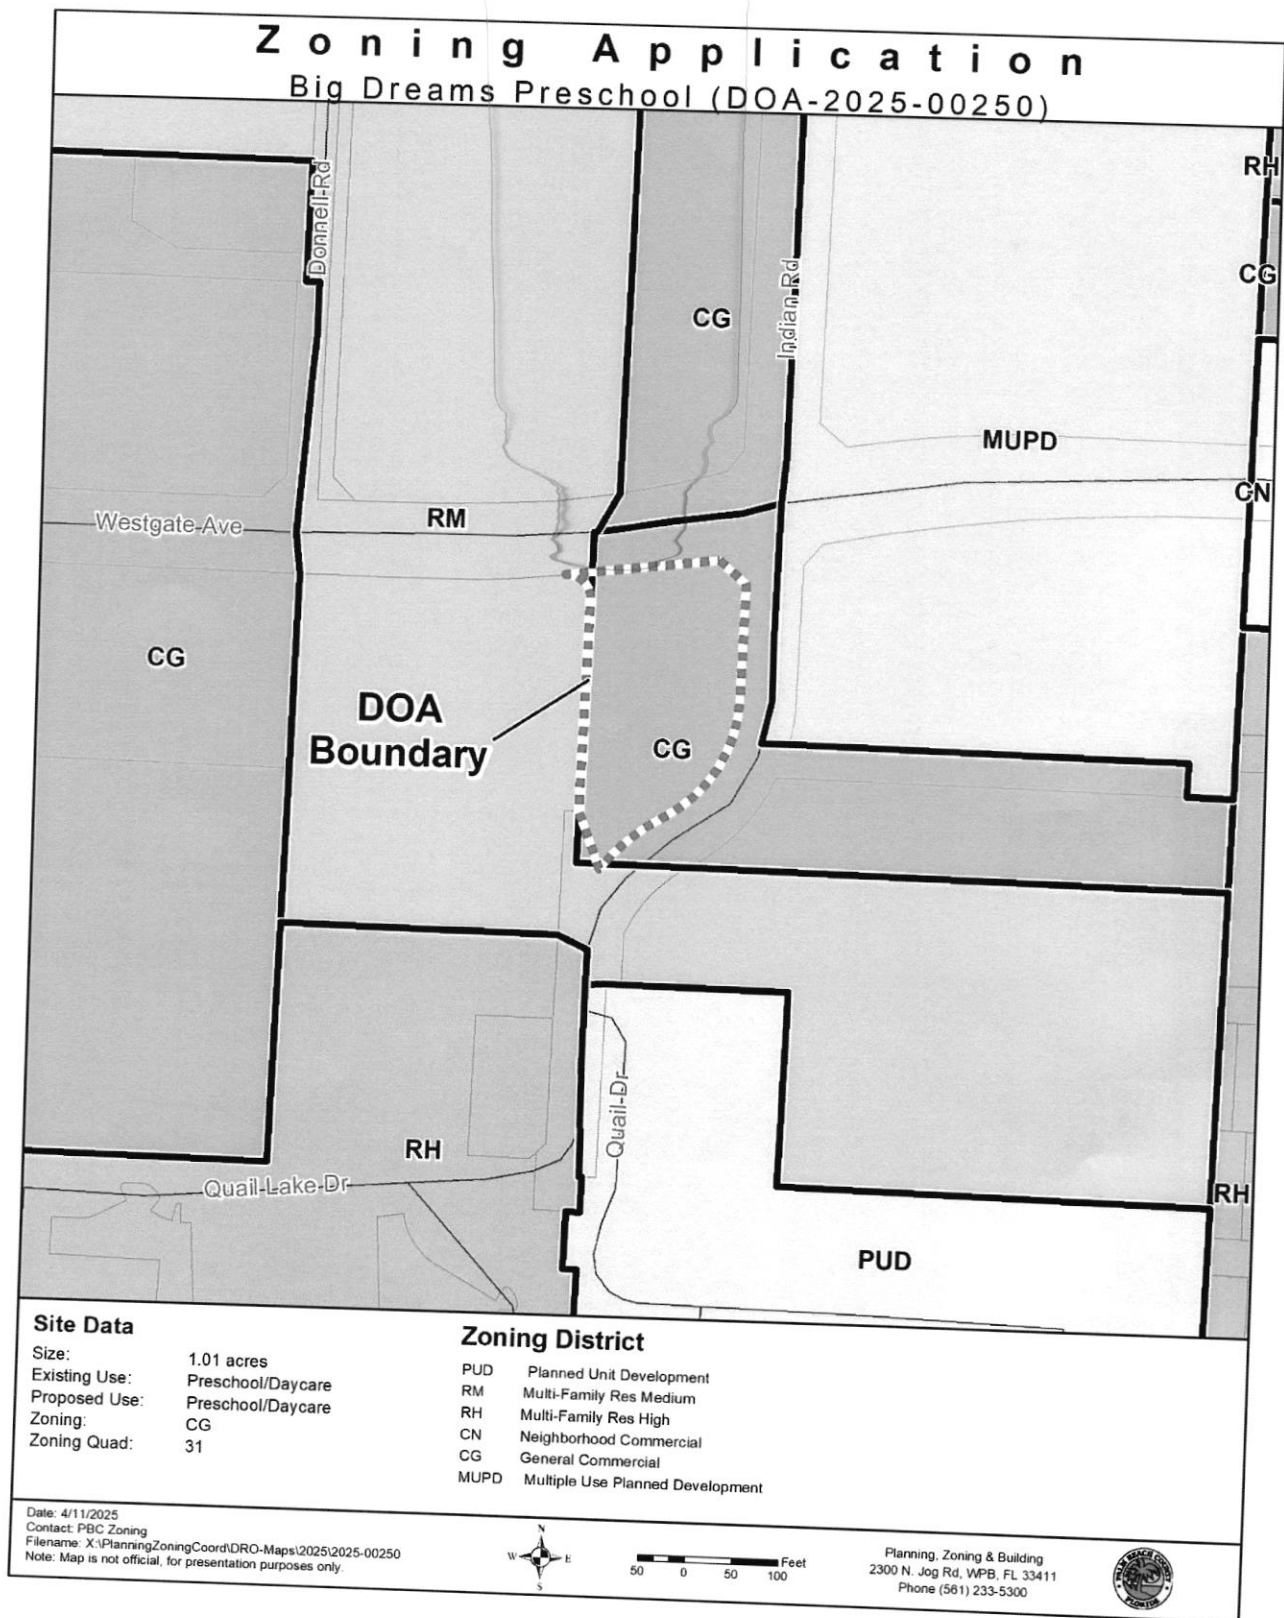 Zoning Application
Big Dreams Preschool (DOA-2025-00250)
RH
Donnell Rd
CG
Indian Rd
CG
MUPD
CN
Westgate Ave
RM
CG
DOA
Boundary
CG
Quail Dr
RH
Quail Lake Dr
RH
PUD
Site Data
Size: 1.01 acres
Existing Use: Preschool/Daycare
Proposed Use: Preschool/Daycare
Zoning: CG
Zoning Quad: 31
Zoning District
PUD Planned Unit Development
RM Multi-Family Res Medium
RH Multi-Family Res High
CN Neighborhood Commercial
CG General Commercial
MUPD Multiple Use Planned Development
Date: 4/11/2025
Contact: PBC Zoning
Filename: X:\PlanningZoningCoord\DRO-Maps\2025\2025-00250
Note: Map is not official, for presentation purposes only.
N
W E
S
50 0 50 100 Feet
Planning, Zoning & Building
2300 N. Jog Rd, WPB, FL 33411
Phone (561) 233-5300
PALM BEACH COUNTY
FLORIDA